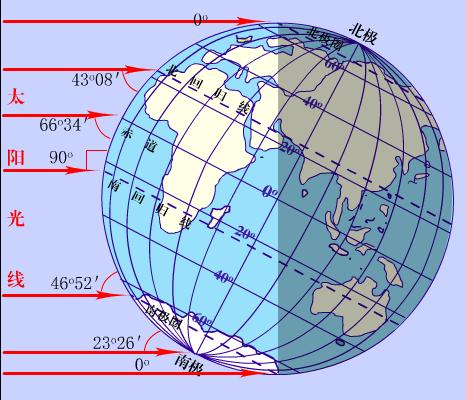 0°
北极
北极圈
60°
43°08′
北回归线
40°
太
66°34′
20°
赤道
90°
阳
0°
南回归线
20°
光
40°
线
46°52′
60°
南极圈
23°26′
0°
南极